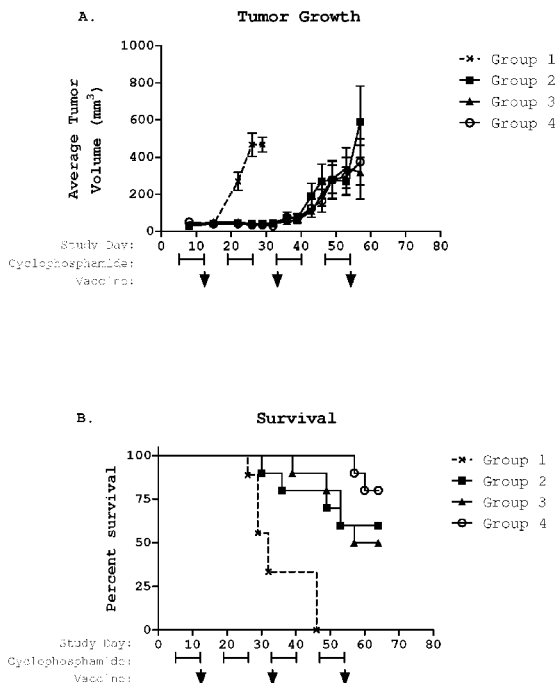 A. Tumor Growth
Average Tumor
Volume (mm³)
1000
800
600
400
200
0
0 10 20 30 40 50 60 70 80
Group 1
Group 2
Group 3
Group 4
Study Day:
Cyclophosphamide:
Vaccine:
B. Survival
Percent survival
100
75
50
25
0
0 10 20 30 40 50 60 70 80
Group 1
Group 2
Group 3
Group 4
Study Day:
Cyclophosphamide:
Vaccine: